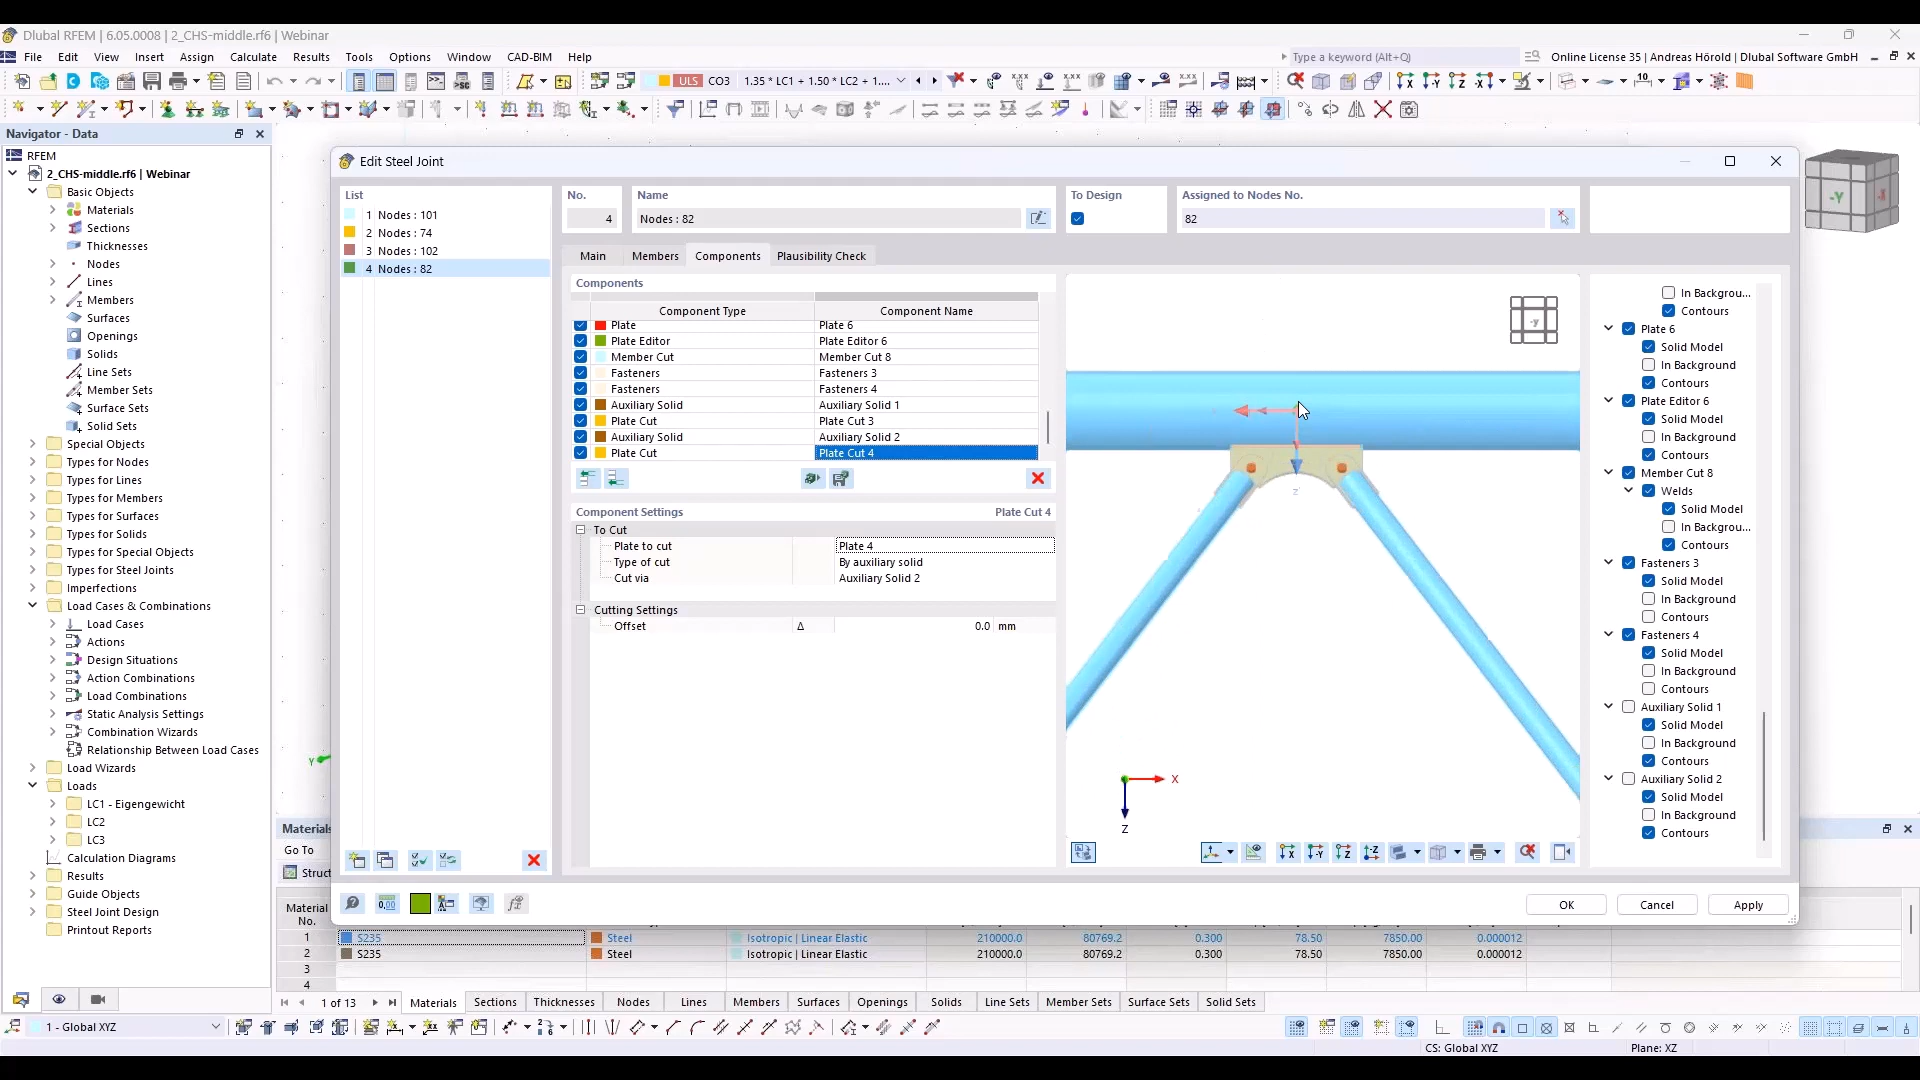 Dlubal RFEM | 6.05.0008 | 2_CHS-middle.rf6 | Webinar
File Edit View Insert Assign Calculate Results Tools Options Window CAD-BIM Help
Type a keyword (Alt+Q)
Online License 35 | Andreas Hörold | Dlubal Software GmbH
ULS CO3 1.35 * LC1 + 1.50 * LC2 + 1....
Navigator - Data
RFEM
2_CHS-middle.rf6 | Webinar
Basic Objects
Materials
Sections
Thicknesses
Nodes
Lines
Members
Surfaces
Openings
Solids
Line Sets
Member Sets
Surface Sets
Solid Sets
Special Objects
Types for Nodes
Types for Lines
Types for Members
Types for Surfaces
Types for Solids
Types for Special Objects
Types for Steel Joints
Imperfections
Load Cases & Combinations
Load Cases
Actions
Design Situations
Action Combinations
Load Combinations
Static Analysis Settings
Combination Wizards
Relationship Between Load Cases
Load Wizards
Loads
LC1 - Eigengewicht
LC2
LC3
Calculation Diagrams
Results
Guide Objects
Steel Joint Design
Printout Reports
Edit Steel Joint
List
1 Nodes : 101
2 Nodes : 74
3 Nodes : 102
4 Nodes : 82
No.
4
Name
Nodes : 82
To Design
Assigned to Nodes No.
82
Main Members Components Plausibility Check
Components
Component Type Component Name
Plate Plate 6
Plate Editor Plate Editor 6
Member Cut Member Cut 8
Fasteners Fasteners 3
Fasteners Fasteners 4
Auxiliary Solid Auxiliary Solid 1
Plate Cut Plate Cut 3
Auxiliary Solid Auxiliary Solid 2
Plate Cut Plate Cut 4
Component Settings Plate Cut 4
To Cut
Plate to cut Plate 4
Type of cut By auxiliary solid
Cut via Auxiliary Solid 2
Cutting Settings
Offset Δ 0.0 mm
-y
z
X
Z
In Backgrou...
Contours
Plate 6
Solid Model
In Background
Contours
Plate Editor 6
Solid Model
In Background
Contours
Member Cut 8
Welds
Solid Model
In Backgrou...
Contours
Fasteners 3
Solid Model
In Background
Contours
Fasteners 4
Solid Model
In Background
Contours
Auxiliary Solid 1
Solid Model
In Background
Contours
Auxiliary Solid 2
Solid Model
In Background
Contours
OK Cancel Apply
-Y -X
Y
Materials
Go To
Struct
Material
No.
1 S235 Steel Isotropic | Linear Elastic 210000.0 80769.2 0.300 78.50 7850.00 0.000012
2 S235 Steel Isotropic | Linear Elastic 210000.0 80769.2 0.300 78.50 7850.00 0.000012
3
4
1 of 13 Materials Sections Thicknesses Nodes Lines Members Surfaces Openings Solids Line Sets Member Sets Surface Sets Solid Sets
1 - Global XYZ
CS: Global XYZ Plane: XZ